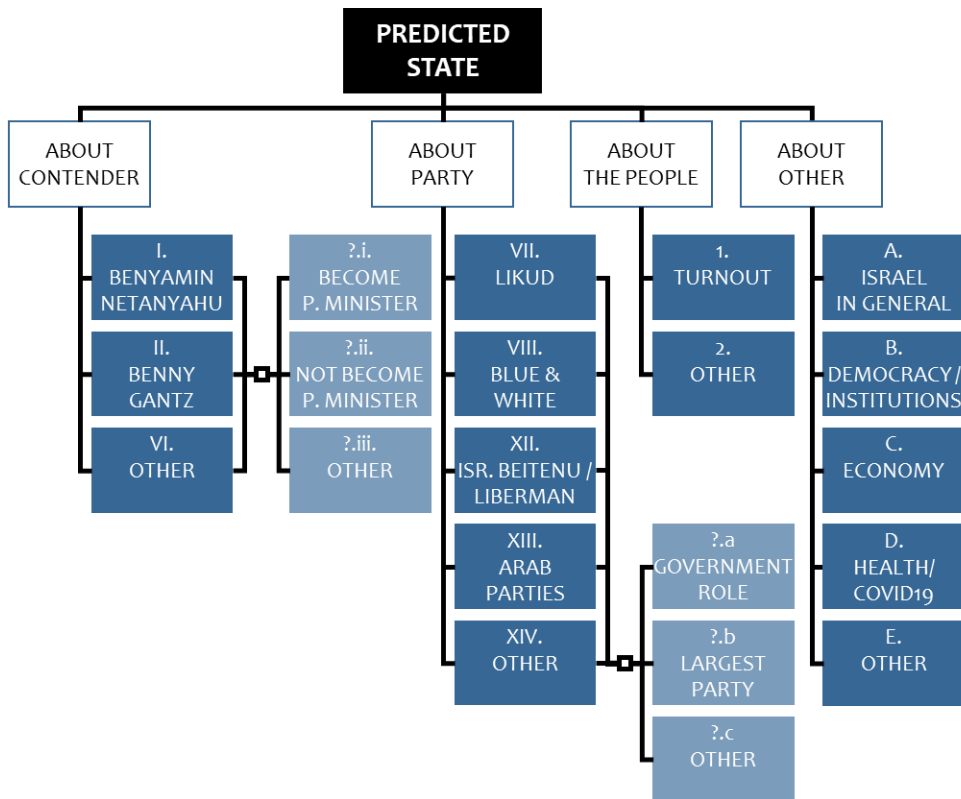 PREDICTED
STATE
ABOUT
CONTENDER
ABOUT
PARTY
ABOUT
THE PEOPLE
ABOUT
OTHER
I.
BENYAMIN
NETANYAHU
II.
BENNY
GANTZ
VI.
OTHER
?.i
BECOME
P. MINISTER
?.ii.
NOT BECOME
P. MINISTER
?.iii.
OTHER
VII.
LIKUD
VIII.
BLUE &
WHITE
XII.
ISR. BEITENU /
LIBERMAN
XIII.
ARAB
PARTIES
XIV.
OTHER
?.a
GOVERNMENT
ROLE
?.b
LARGEST
PARTY
?.c
OTHER
1.
TURNOUT
2.
OTHER
A.
ISRAEL
IN GENERAL
B.
DEMOCRACY /
INSTITUTIONS
C.
ECONOMY
D.
HEALTH/
COVID19
E.
OTHER